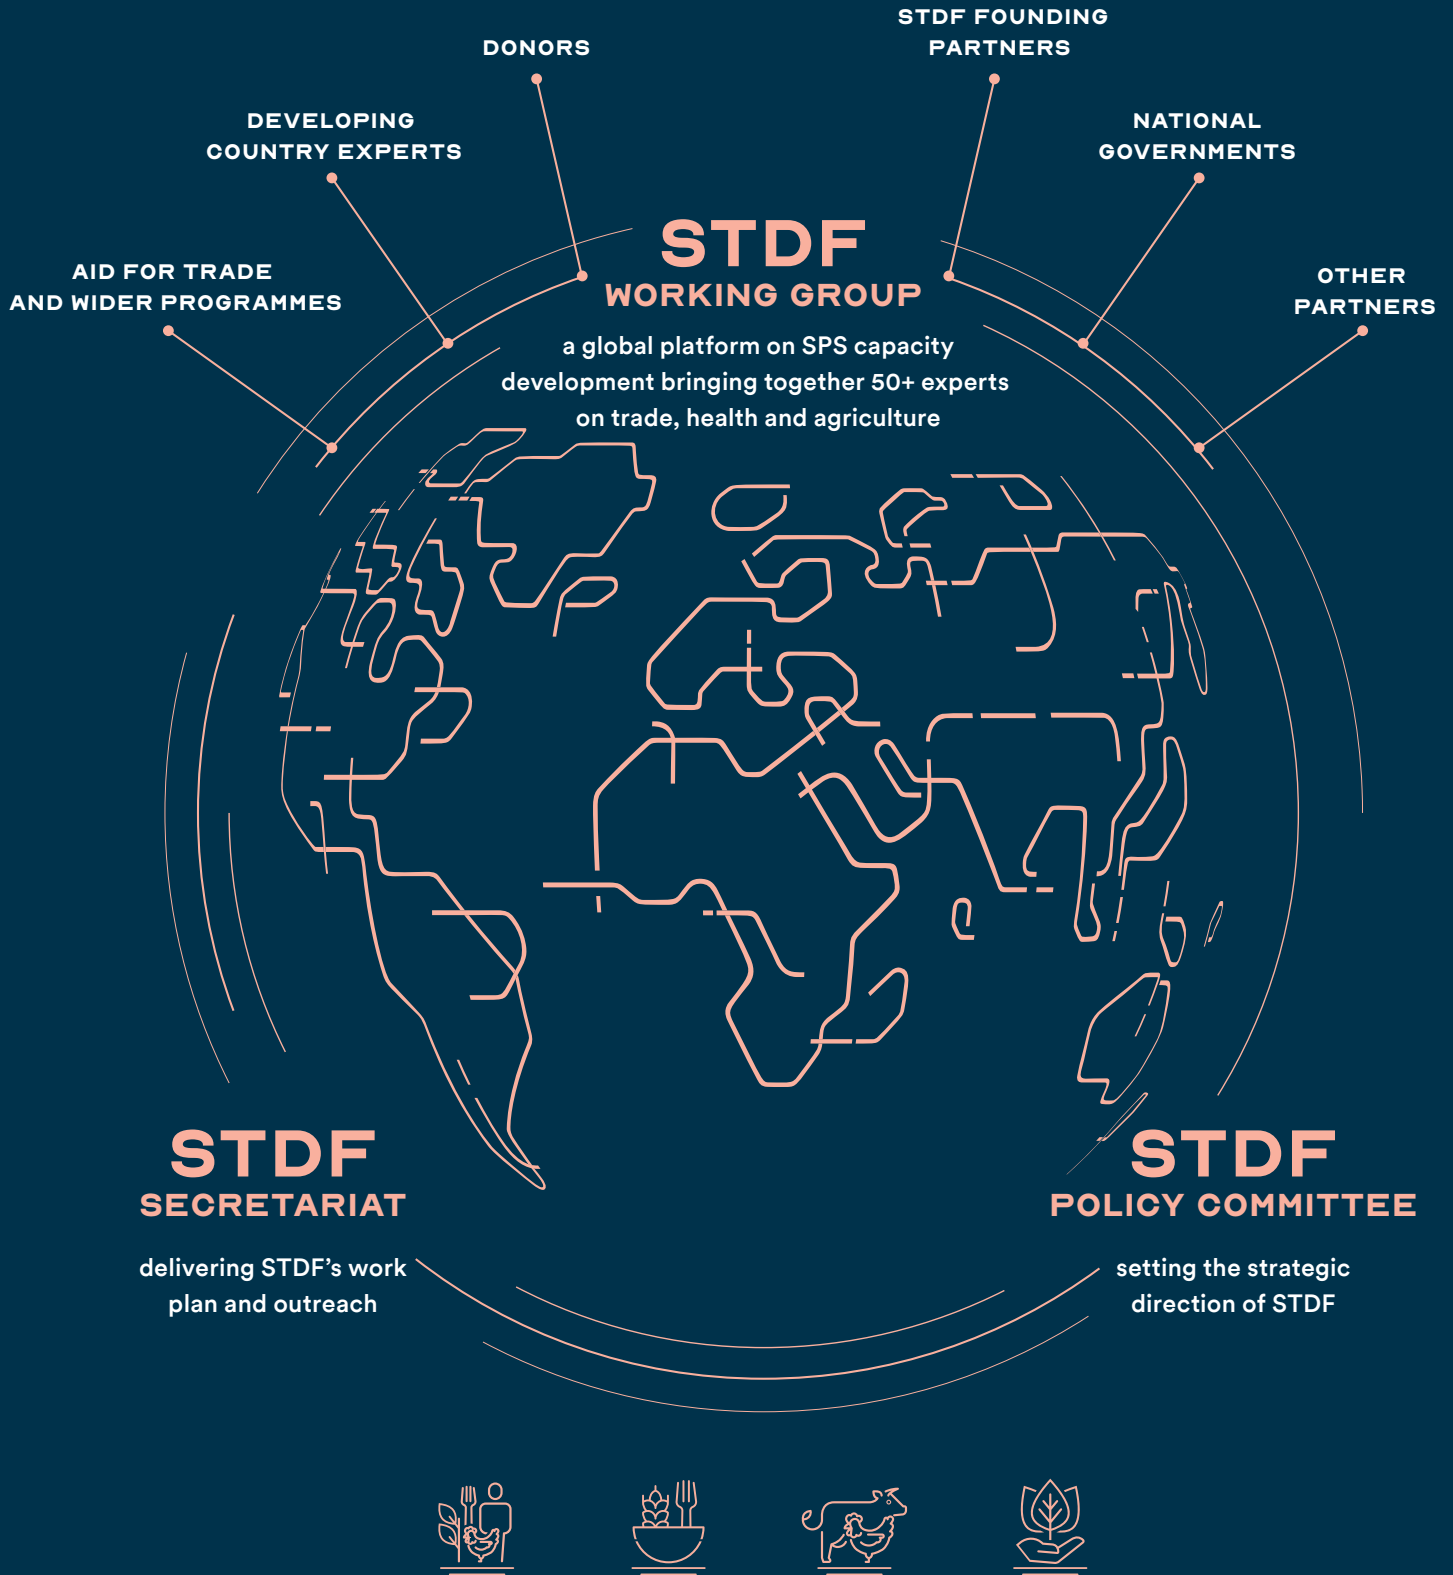 STDF FOUNDING
PARTNERS
DONORS
DEVELOPING
COUNTRY EXPERTS
NATIONAL
GOVERNMENTS
AID FOR TRADE
AND WIDER PROGRAMMES
OTHER
PARTNERS
STDF
WORKING GROUP
a global platform on SPS capacity
development bringing together 50+ experts
on trade, health and agriculture
STDF
SECRETARIAT
delivering STDF’s work
plan and outreach
STDF
POLICY COMMITTEE
setting the strategic
direction of STDF